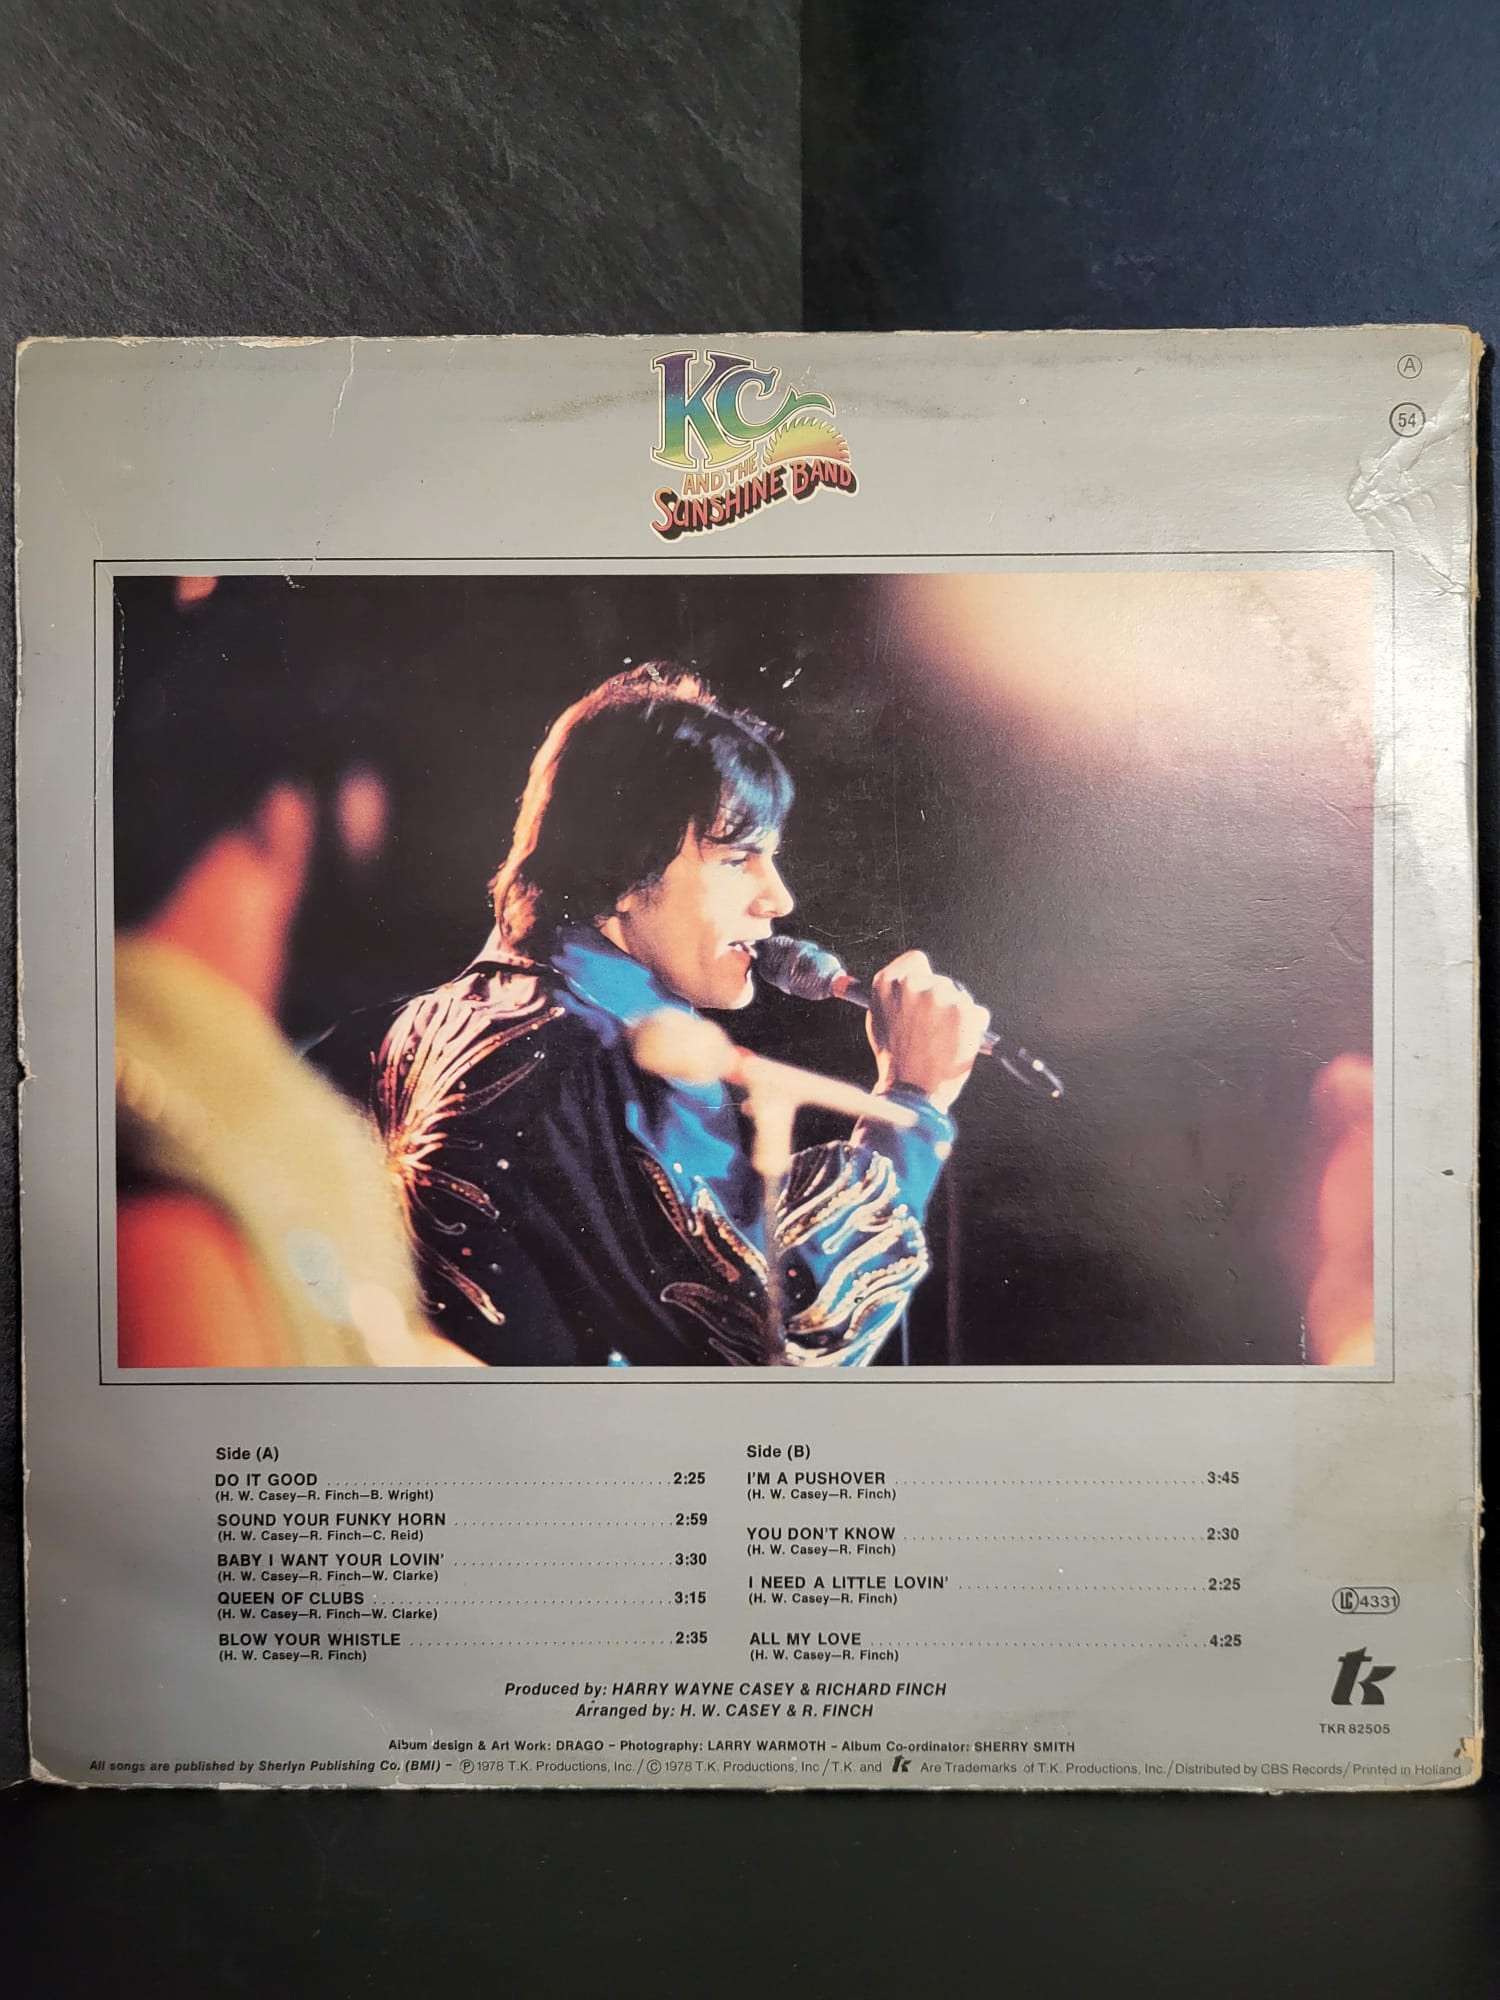 KC
AND THE
SUNSHINE BAND
A
54
Side (A)
DO IT GOOD ........................................ 2:25
(H. W. Casey—R. Finch—B. Wright)
SOUND YOUR FUNKY HORN ........................ 2:59
(H. W. Casey—R. Finch—C. Reid)
BABY I WANT YOUR LOVIN' ........................ 3:30
(H. W. Casey—R. Finch—W. Clarke)
QUEEN OF CLUBS ................................. 3:15
(H. W. Casey—R. Finch—W. Clarke)
BLOW YOUR WHISTLE ............................. 2:35
(H. W. Casey—R. Finch)
Side (B)
I'M A PUSHOVER .................................. 3:45
(H. W. Casey—R. Finch)
YOU DON'T KNOW ................................. 2:30
(H. W. Casey—R. Finch)
I NEED A LITTLE LOVIN' ........................... 2:25
(H. W. Casey—R. Finch)
ALL MY LOVE ..................................... 4:25
(H. W. Casey—R. Finch)
LC 4331
tk
TKR 82505
Produced by: HARRY WAYNE CASEY & RICHARD FINCH
Arranged by: H. W. CASEY & R. FINCH
Album design & Art Work: DRAGO – Photography: LARRY WARMOTH – Album Co-ordinator: SHERRY SMITH
All songs are published by Sherlyn Publishing Co. (BMI) – ℗ 1978 T.K. Productions, Inc./© 1978 T.K. Productions, Inc/T.K. and tk Are Trademarks of T.K. Productions, Inc./Distributed by CBS Records/Printed in Holland